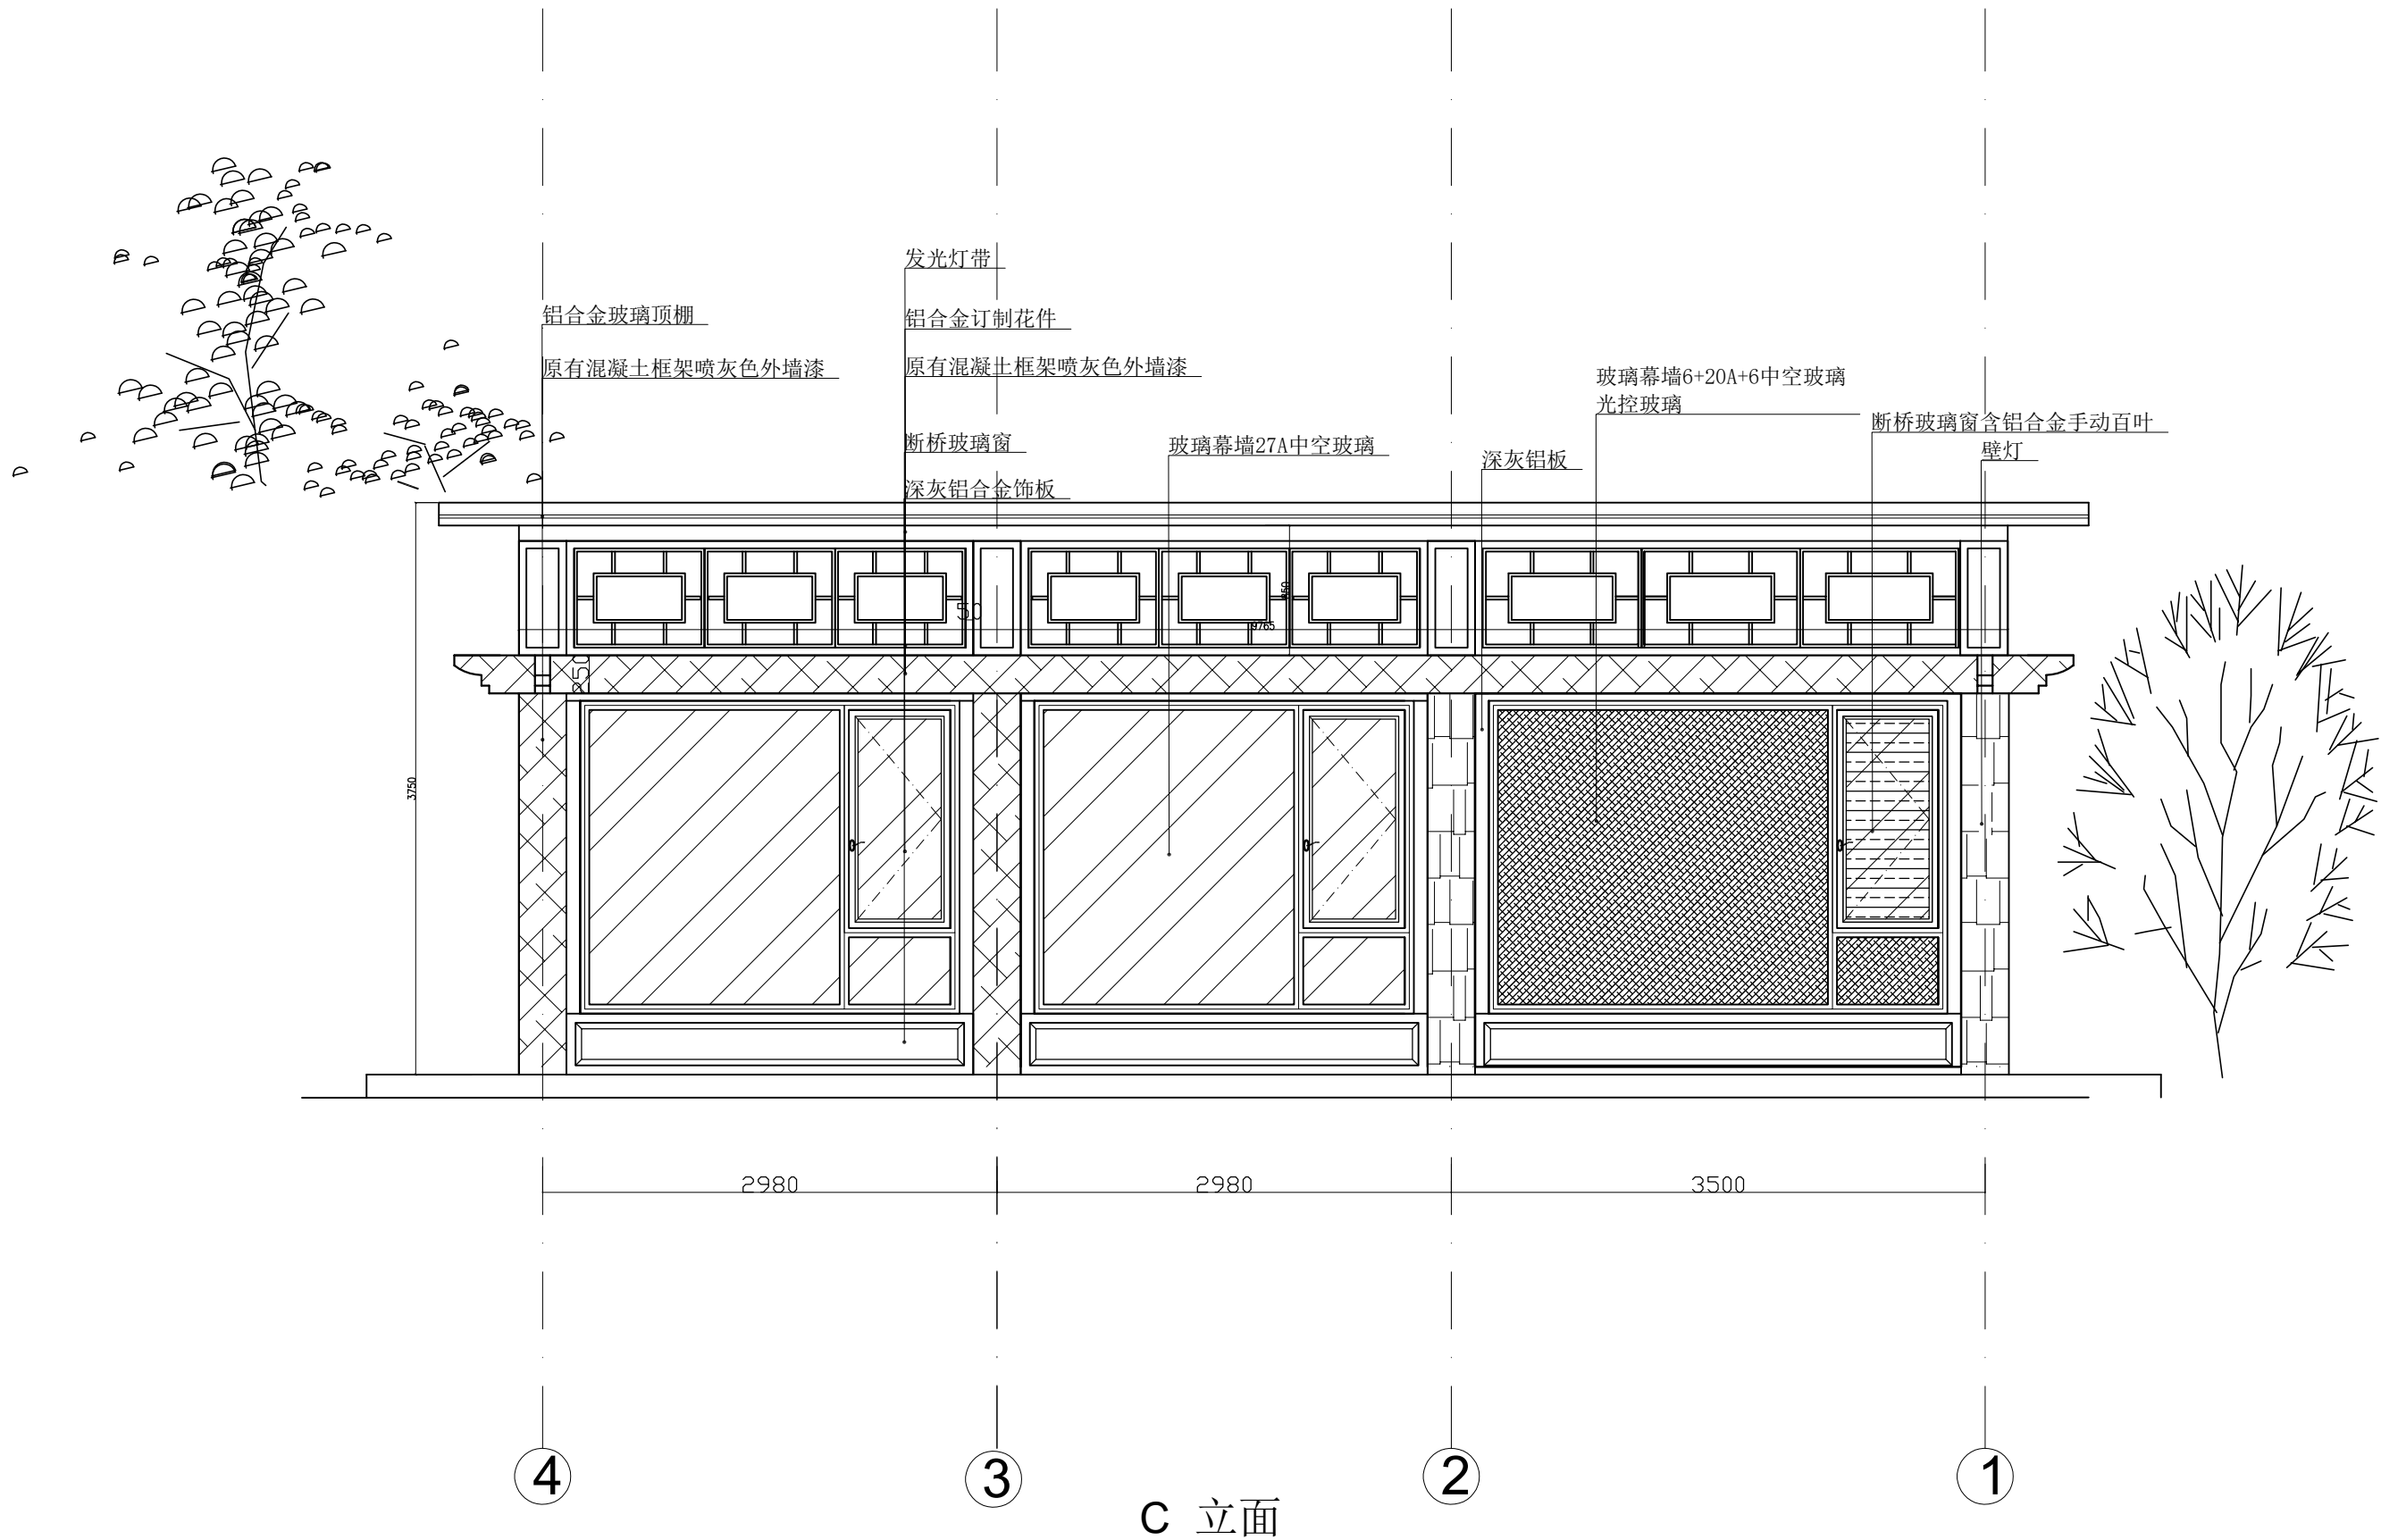 发光灯带
铝合金玻璃顶棚
铝合金订制花件
原有混凝土框架喷灰色外墙漆
原有混凝土框架喷灰色外墙漆
玻璃幕墙6+20A+6中空玻璃
光控玻璃
断桥玻璃窗含铝合金手动百叶
断桥玻璃窗
玻璃幕墙27A中空玻璃
壁灯
深灰铝板
深灰铝合金饰板
9765
250
3750
2980
2980
3500
4
3
2
1
C 立面